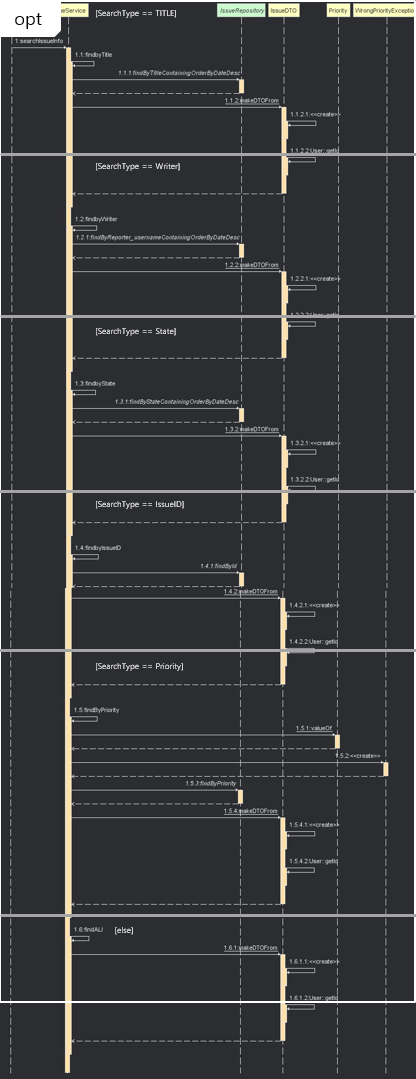 opt
eService
[SearchType == TITLE]
IssueRepository
IssueDTO
Priority
WrongPriorityExceptio
1:searchIssueInfo
1.1:findbyTitle
1.1.1:findByTitleContainingOrderByDateDesc
1.1.2:makeDTOFrom
1.1.2.1:<<create>>
1.1.2.2:User::getId
[SearchType == Writer]
1.2:findbyWriter
1.2.1:findByReporter_usernameContainingOrderByDateDesc
1.2.2:makeDTOFrom
1.2.2.1:<<create>>
1.2.2.2:User::getId
[SearchType == State]
1.3:findbyState
1.3.1:findByStateContainingOrderByDateDesc
1.3.2:makeDTOFrom
1.3.2.1:<<create>>
1.3.2.2:User::getId
[SearchType == IssueID]
1.4:findbyIssueID
1.4.1:findById
1.4.2:makeDTOFrom
1.4.2.1:<<create>>
1.4.2.2:User::getId
[SearchType == Priority]
1.5:findByPriority
1.5.1:valueOf
1.5.2:<<create>>
1.5.3:findByPriority
1.5.4:makeDTOFrom
1.5.4.1:<<create>>
1.5.4.2:User::getId
1.6:findALl
[else]
1.6.1:makeDTOFrom
1.6.1.1:<<create>>
1.6.1.2:User::getId